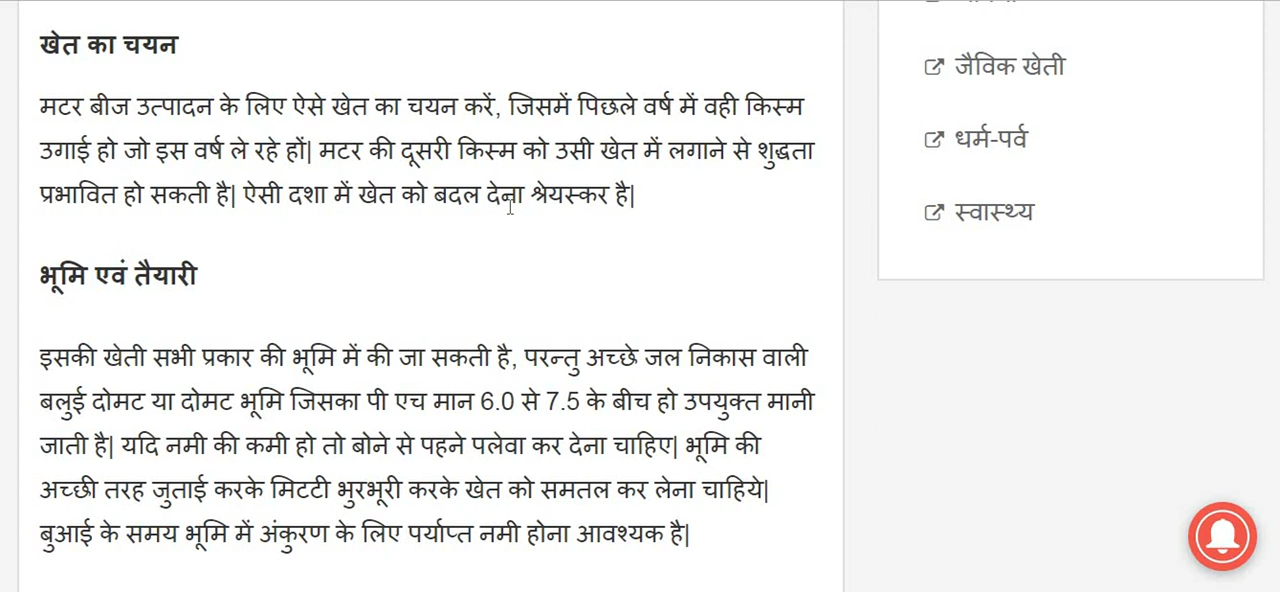 खेत का चयन
मटर बीज उत्पादन के लिए ऐसे खेत का चयन करें, जिसमें पिछले वर्ष में वही किस्म
उगाई हो जो इस वर्ष ले रहे हों| मटर की दूसरी किस्म को उसी खेत में लगाने से शुद्धता
प्रभावित हो सकती है| ऐसी दशा में खेत को बदल देना श्रेयस्कर है|
भूमि एवं तैयारी
इसकी खेती सभी प्रकार की भूमि में की जा सकती है, परन्तु अच्छे जल निकास वाली
बलुई दोमट या दोमट भूमि जिसका पी एच मान 6.0 से 7.5 के बीच हो उपयुक्त मानी
जाती है| यदि नमी की कमी हो तो बोने से पहने पलेवा कर देना चाहिए| भूमि की
अच्छी तरह जुताई करके मिटटी भुरभूरी करके खेत को समतल कर लेना चाहिये|
बुआई के समय भूमि में अंकुरण के लिए पर्याप्त नमी होना आवश्यक है|
जैविक खेती
धर्म-पर्व
स्वास्थ्य